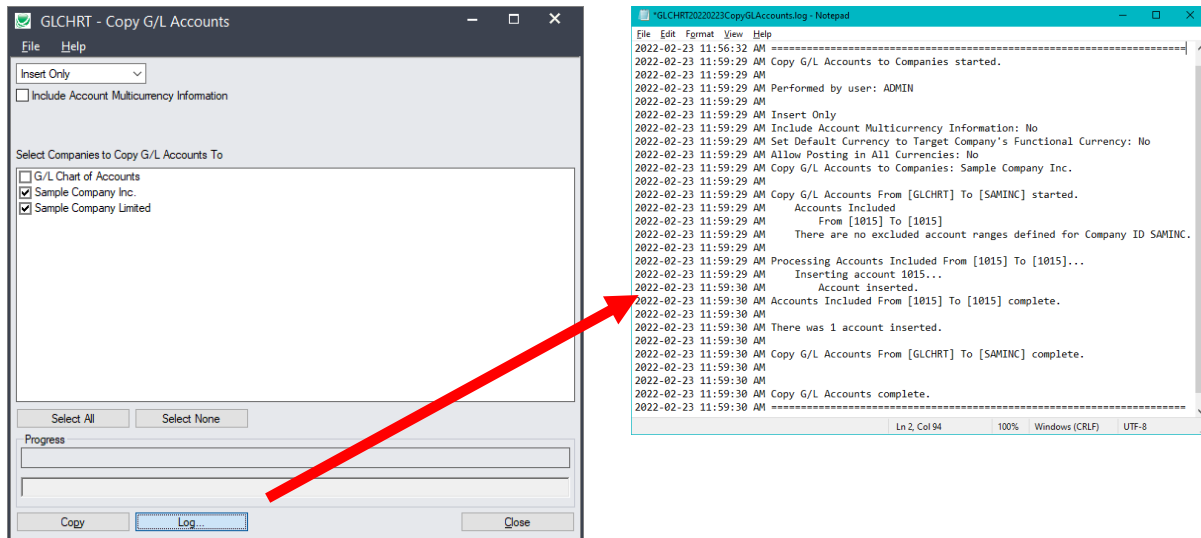 GLCHRT - Copy G/L Accounts
File Help
Insert Only
Include Account Multicurrency Information
Select Companies to Copy G/L Accounts To
G/L Chart of Accounts
Sample Company Inc.
Sample Company Limited
Select All Select None
Progress
Copy Log... Close
*GLCHRT20220223CopyGLAccounts.log - Notepad
File Edit Format View Help
2022-02-23 11:56:32 AM ======================================================================
2022-02-23 11:59:29 AM Copy G/L Accounts to Companies started.
2022-02-23 11:59:29 AM
2022-02-23 11:59:29 AM Performed by user: ADMIN
2022-02-23 11:59:29 AM
2022-02-23 11:59:29 AM Insert Only
2022-02-23 11:59:29 AM Include Account Multicurrency Information: No
2022-02-23 11:59:29 AM Set Default Currency to Target Company's Functional Currency: No
2022-02-23 11:59:29 AM Allow Posting in All Currencies: No
2022-02-23 11:59:29 AM Copy G/L Accounts to Companies: Sample Company Inc.
2022-02-23 11:59:29 AM
2022-02-23 11:59:29 AM Copy G/L Accounts From [GLCHRT] To [SAMINC] started.
2022-02-23 11:59:29 AM Accounts Included
2022-02-23 11:59:29 AM From [1015] To [1015]
2022-02-23 11:59:29 AM There are no excluded account ranges defined for Company ID SAMINC.
2022-02-23 11:59:29 AM
2022-02-23 11:59:29 AM Processing Accounts Included From [1015] To [1015]...
2022-02-23 11:59:29 AM Inserting account 1015...
2022-02-23 11:59:30 AM Account inserted.
2022-02-23 11:59:30 AM Accounts Included From [1015] To [1015] complete.
2022-02-23 11:59:30 AM
2022-02-23 11:59:30 AM There was 1 account inserted.
2022-02-23 11:59:30 AM
2022-02-23 11:59:30 AM Copy G/L Accounts From [GLCHRT] To [SAMINC] complete.
2022-02-23 11:59:30 AM
2022-02-23 11:59:30 AM
2022-02-23 11:59:30 AM Copy G/L Accounts complete.
2022-02-23 11:59:30 AM ======================================================================
Ln 2, Col 94 100% Windows (CRLF) UTF-8